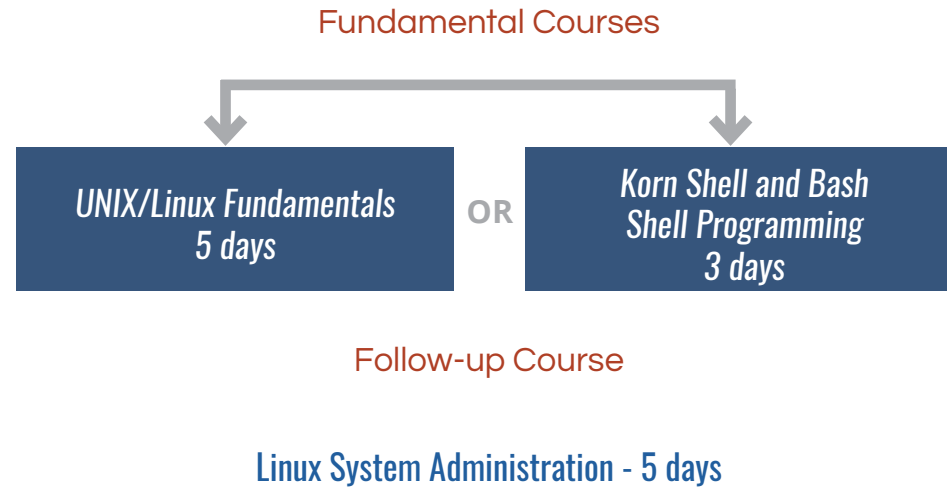 Fundamental Courses
UNIX/Linux Fundamentals
5 days
OR
Korn Shell and Bash
Shell Programming
3 days
Follow-up Course
Linux System Administration - 5 days